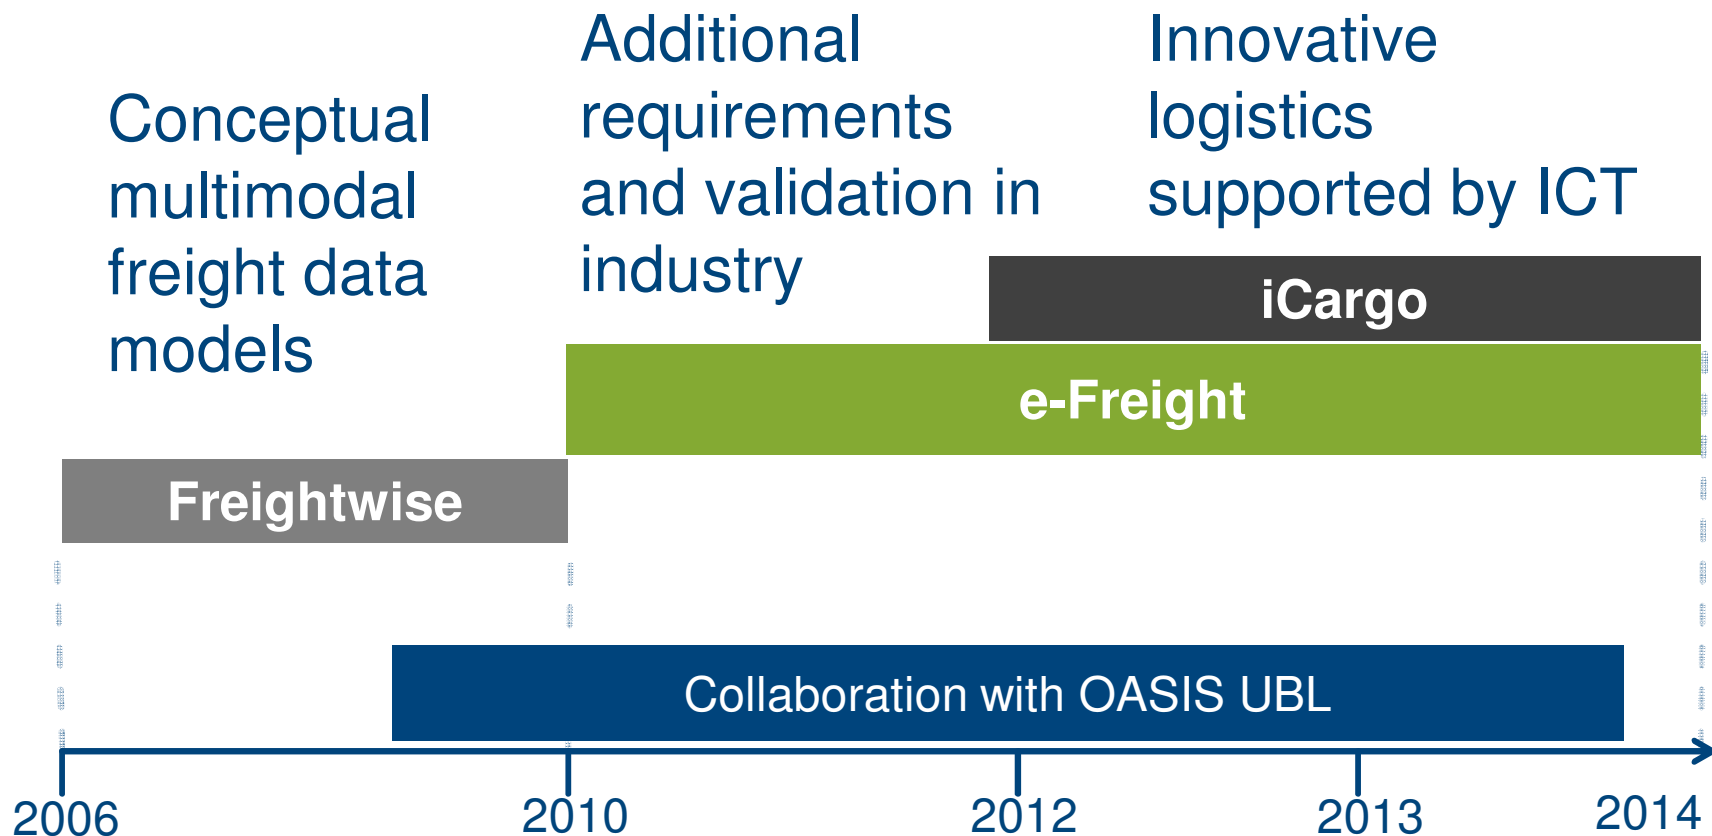 Conceptual
multimodal
freight data
models
Additional
requirements
and validation in
industry
Innovative
logistics
supported by ICT
iCargo
e-Freight
Freightwise
Collaboration with OASIS UBL
2006
2010
2012
2013
2014